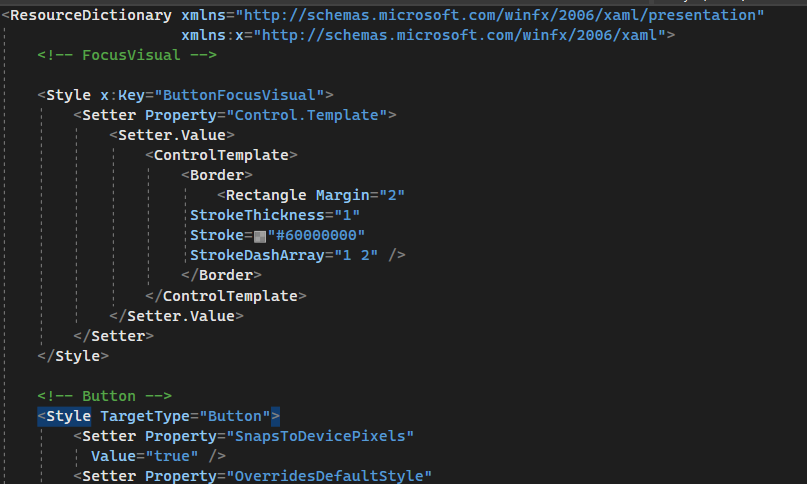 <ResourceDictionary xmlns="http://schemas.microsoft.com/winfx/2006/xaml/presentation"
xmlns:x="http://schemas.microsoft.com/winfx/2006/xaml">
<!-- FocusVisual -->
<Style x:Key="ButtonFocusVisual">
<Setter Property="Control.Template">
<Setter.Value>
<ControlTemplate>
<Border>
<Rectangle Margin="2"
StrokeThickness="1"
Stroke="#60000000"
StrokeDashArray="1 2" />
</Border>
</ControlTemplate>
</Setter.Value>
</Setter>
</Style>
<!-- Button -->
<Style TargetType="Button">
<Setter Property="SnapsToDevicePixels"
Value="true" />
<Setter Property="OverridesDefaultStyle"